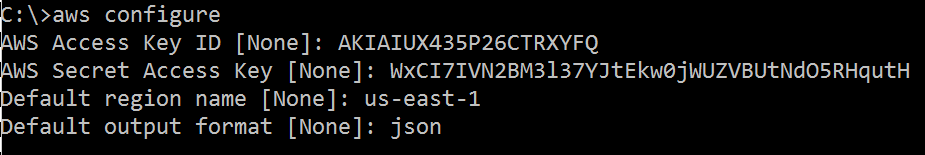 C:\>aws configure
AWS Access Key ID [None]: AKIAIUX435P26CTRXYFQ
AWS Secret Access Key [None]: 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
Default region name [None]: us-east-1
Default output format [None]: json